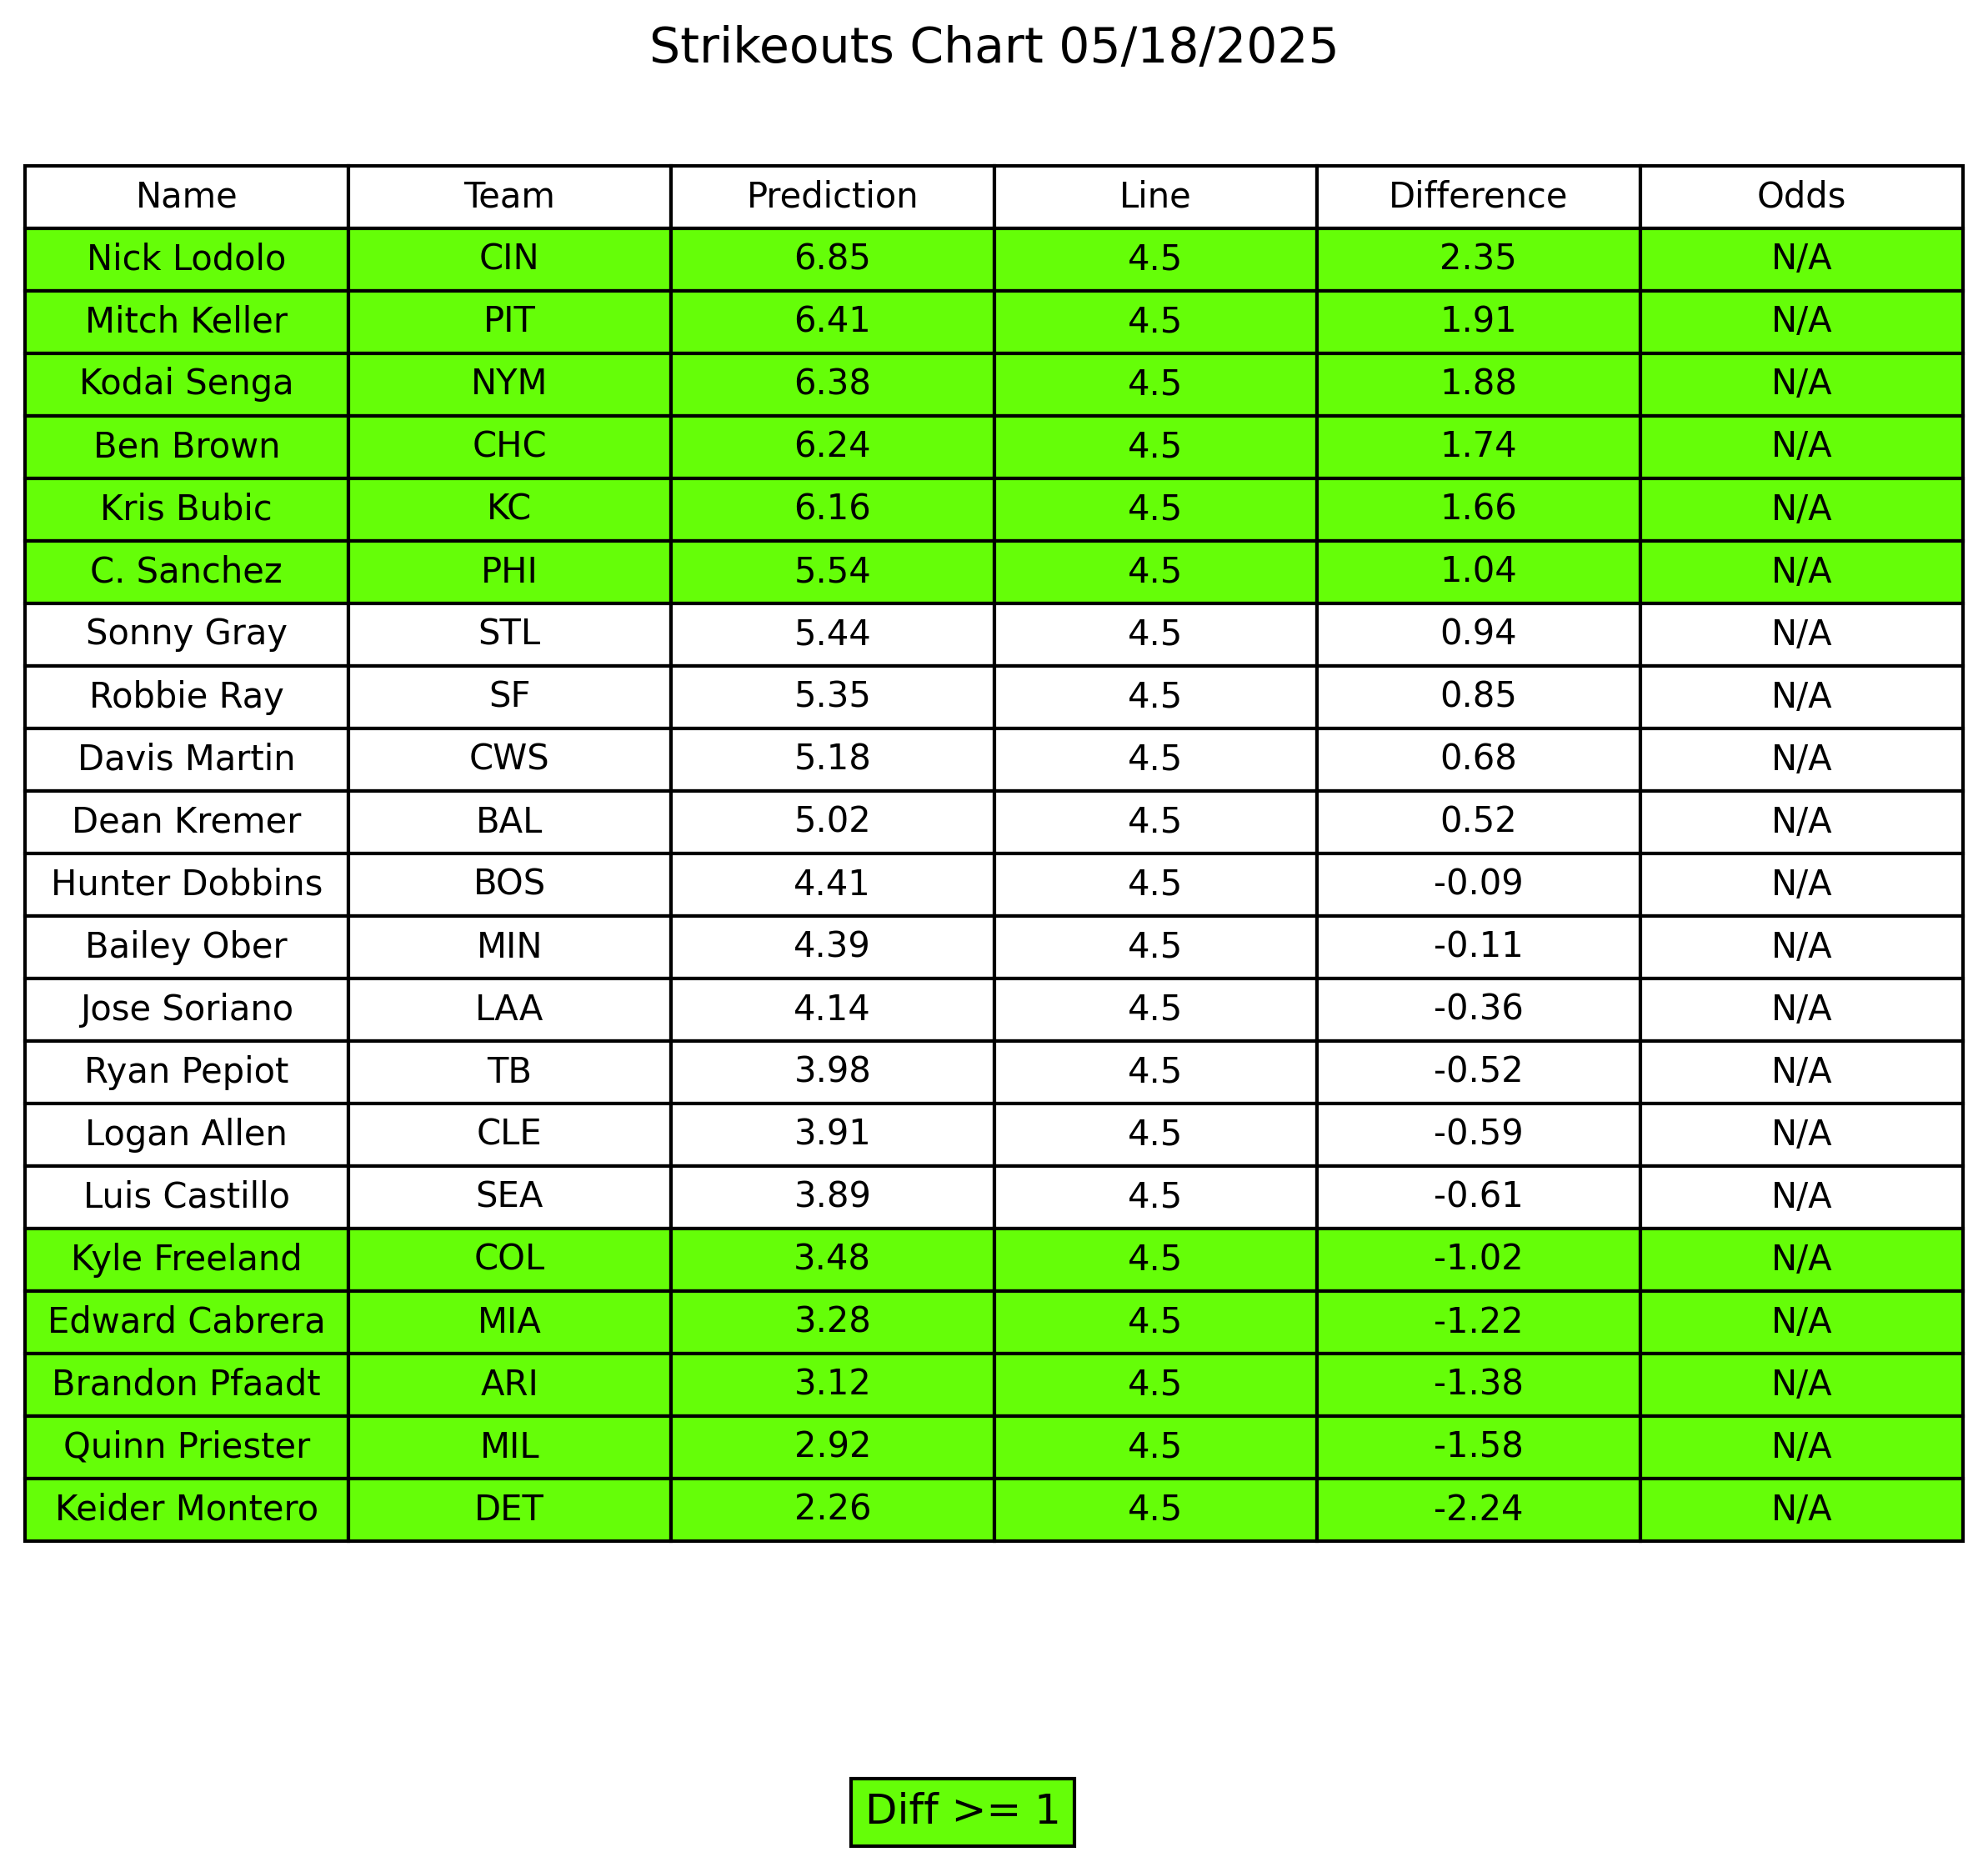 Strikeouts Chart 05/18/2025
Name Team Prediction Line Difference Odds
Nick Lodolo CIN 6.85 4.5 2.35 N/A
Mitch Keller PIT 6.41 4.5 1.91 N/A
Kodai Senga NYM 6.38 4.5 1.88 N/A
Ben Brown CHC 6.24 4.5 1.74 N/A
Kris Bubic KC 6.16 4.5 1.66 N/A
C. Sanchez PHI 5.54 4.5 1.04 N/A
Sonny Gray STL 5.44 4.5 0.94 N/A
Robbie Ray SF 5.35 4.5 0.85 N/A
Davis Martin CWS 5.18 4.5 0.68 N/A
Dean Kremer BAL 5.02 4.5 0.52 N/A
Hunter Dobbins BOS 4.41 4.5 -0.09 N/A
Bailey Ober MIN 4.39 4.5 -0.11 N/A
Jose Soriano LAA 4.14 4.5 -0.36 N/A
Ryan Pepiot TB 3.98 4.5 -0.52 N/A
Logan Allen CLE 3.91 4.5 -0.59 N/A
Luis Castillo SEA 3.89 4.5 -0.61 N/A
Kyle Freeland COL 3.48 4.5 -1.02 N/A
Edward Cabrera MIA 3.28 4.5 -1.22 N/A
Brandon Pfaadt ARI 3.12 4.5 -1.38 N/A
Quinn Priester MIL 2.92 4.5 -1.58 N/A
Keider Montero DET 2.26 4.5 -2.24 N/A
Diff >= 1